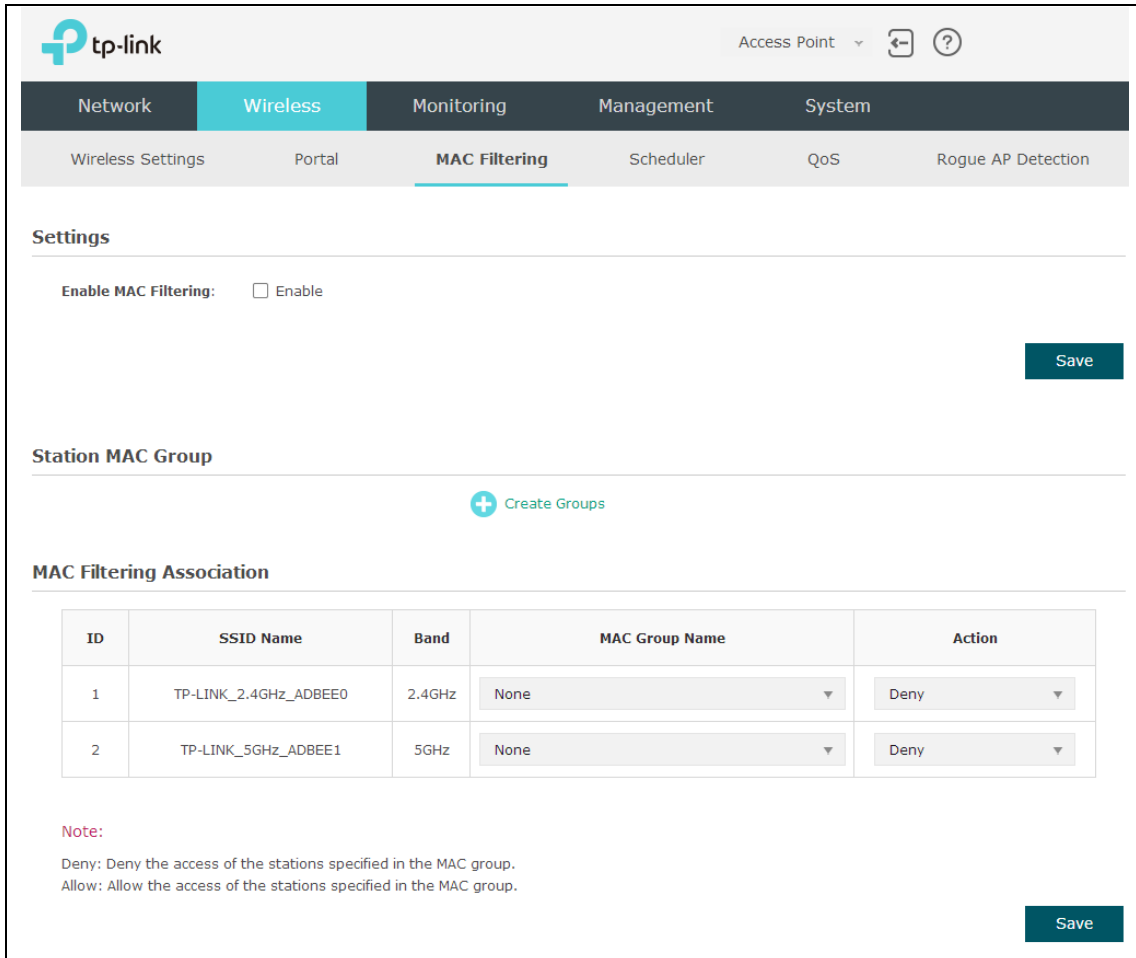 tp-link
Access Point
Network Wireless Monitoring Management System
Wireless Settings Portal MAC Filtering Scheduler QoS Rogue AP Detection
Settings
Enable MAC Filtering: Enable
Save
Station MAC Group
Create Groups
MAC Filtering Association
ID SSID Name Band MAC Group Name Action
1 TP-LINK_2.4GHz_ADBEE0 2.4GHz None Deny
2 TP-LINK_5GHz_ADBEE1 5GHz None Deny
Note:
Deny: Deny the access of the stations specified in the MAC group.
Allow: Allow the access of the stations specified in the MAC group.
Save